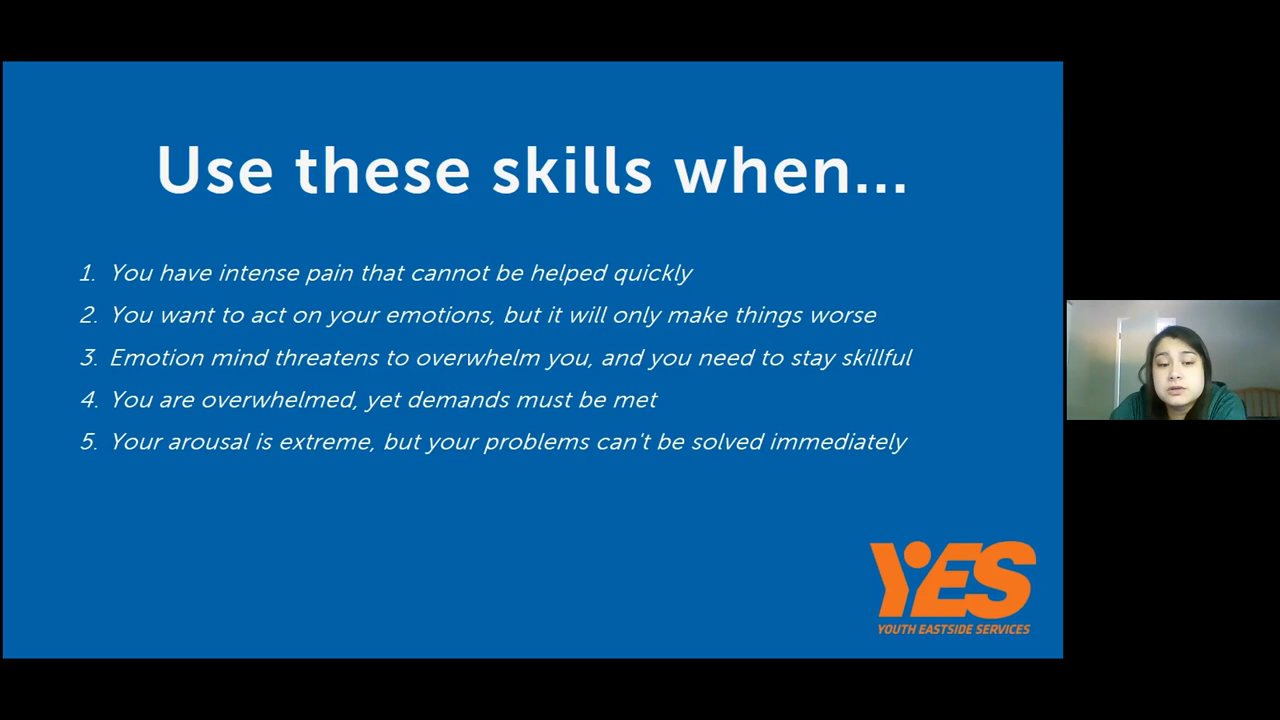 Use these skills when...
1. You have intense pain that cannot be helped quickly
2. You want to act on your emotions, but it will only make things worse
3. Emotion mind threatens to overwhelm you, and you need to stay skillful
4. You are overwhelmed, yet demands must be met
5. Your arousal is extreme, but your problems can't be solved immediately
YES
YOUTH EASTSIDE SERVICES